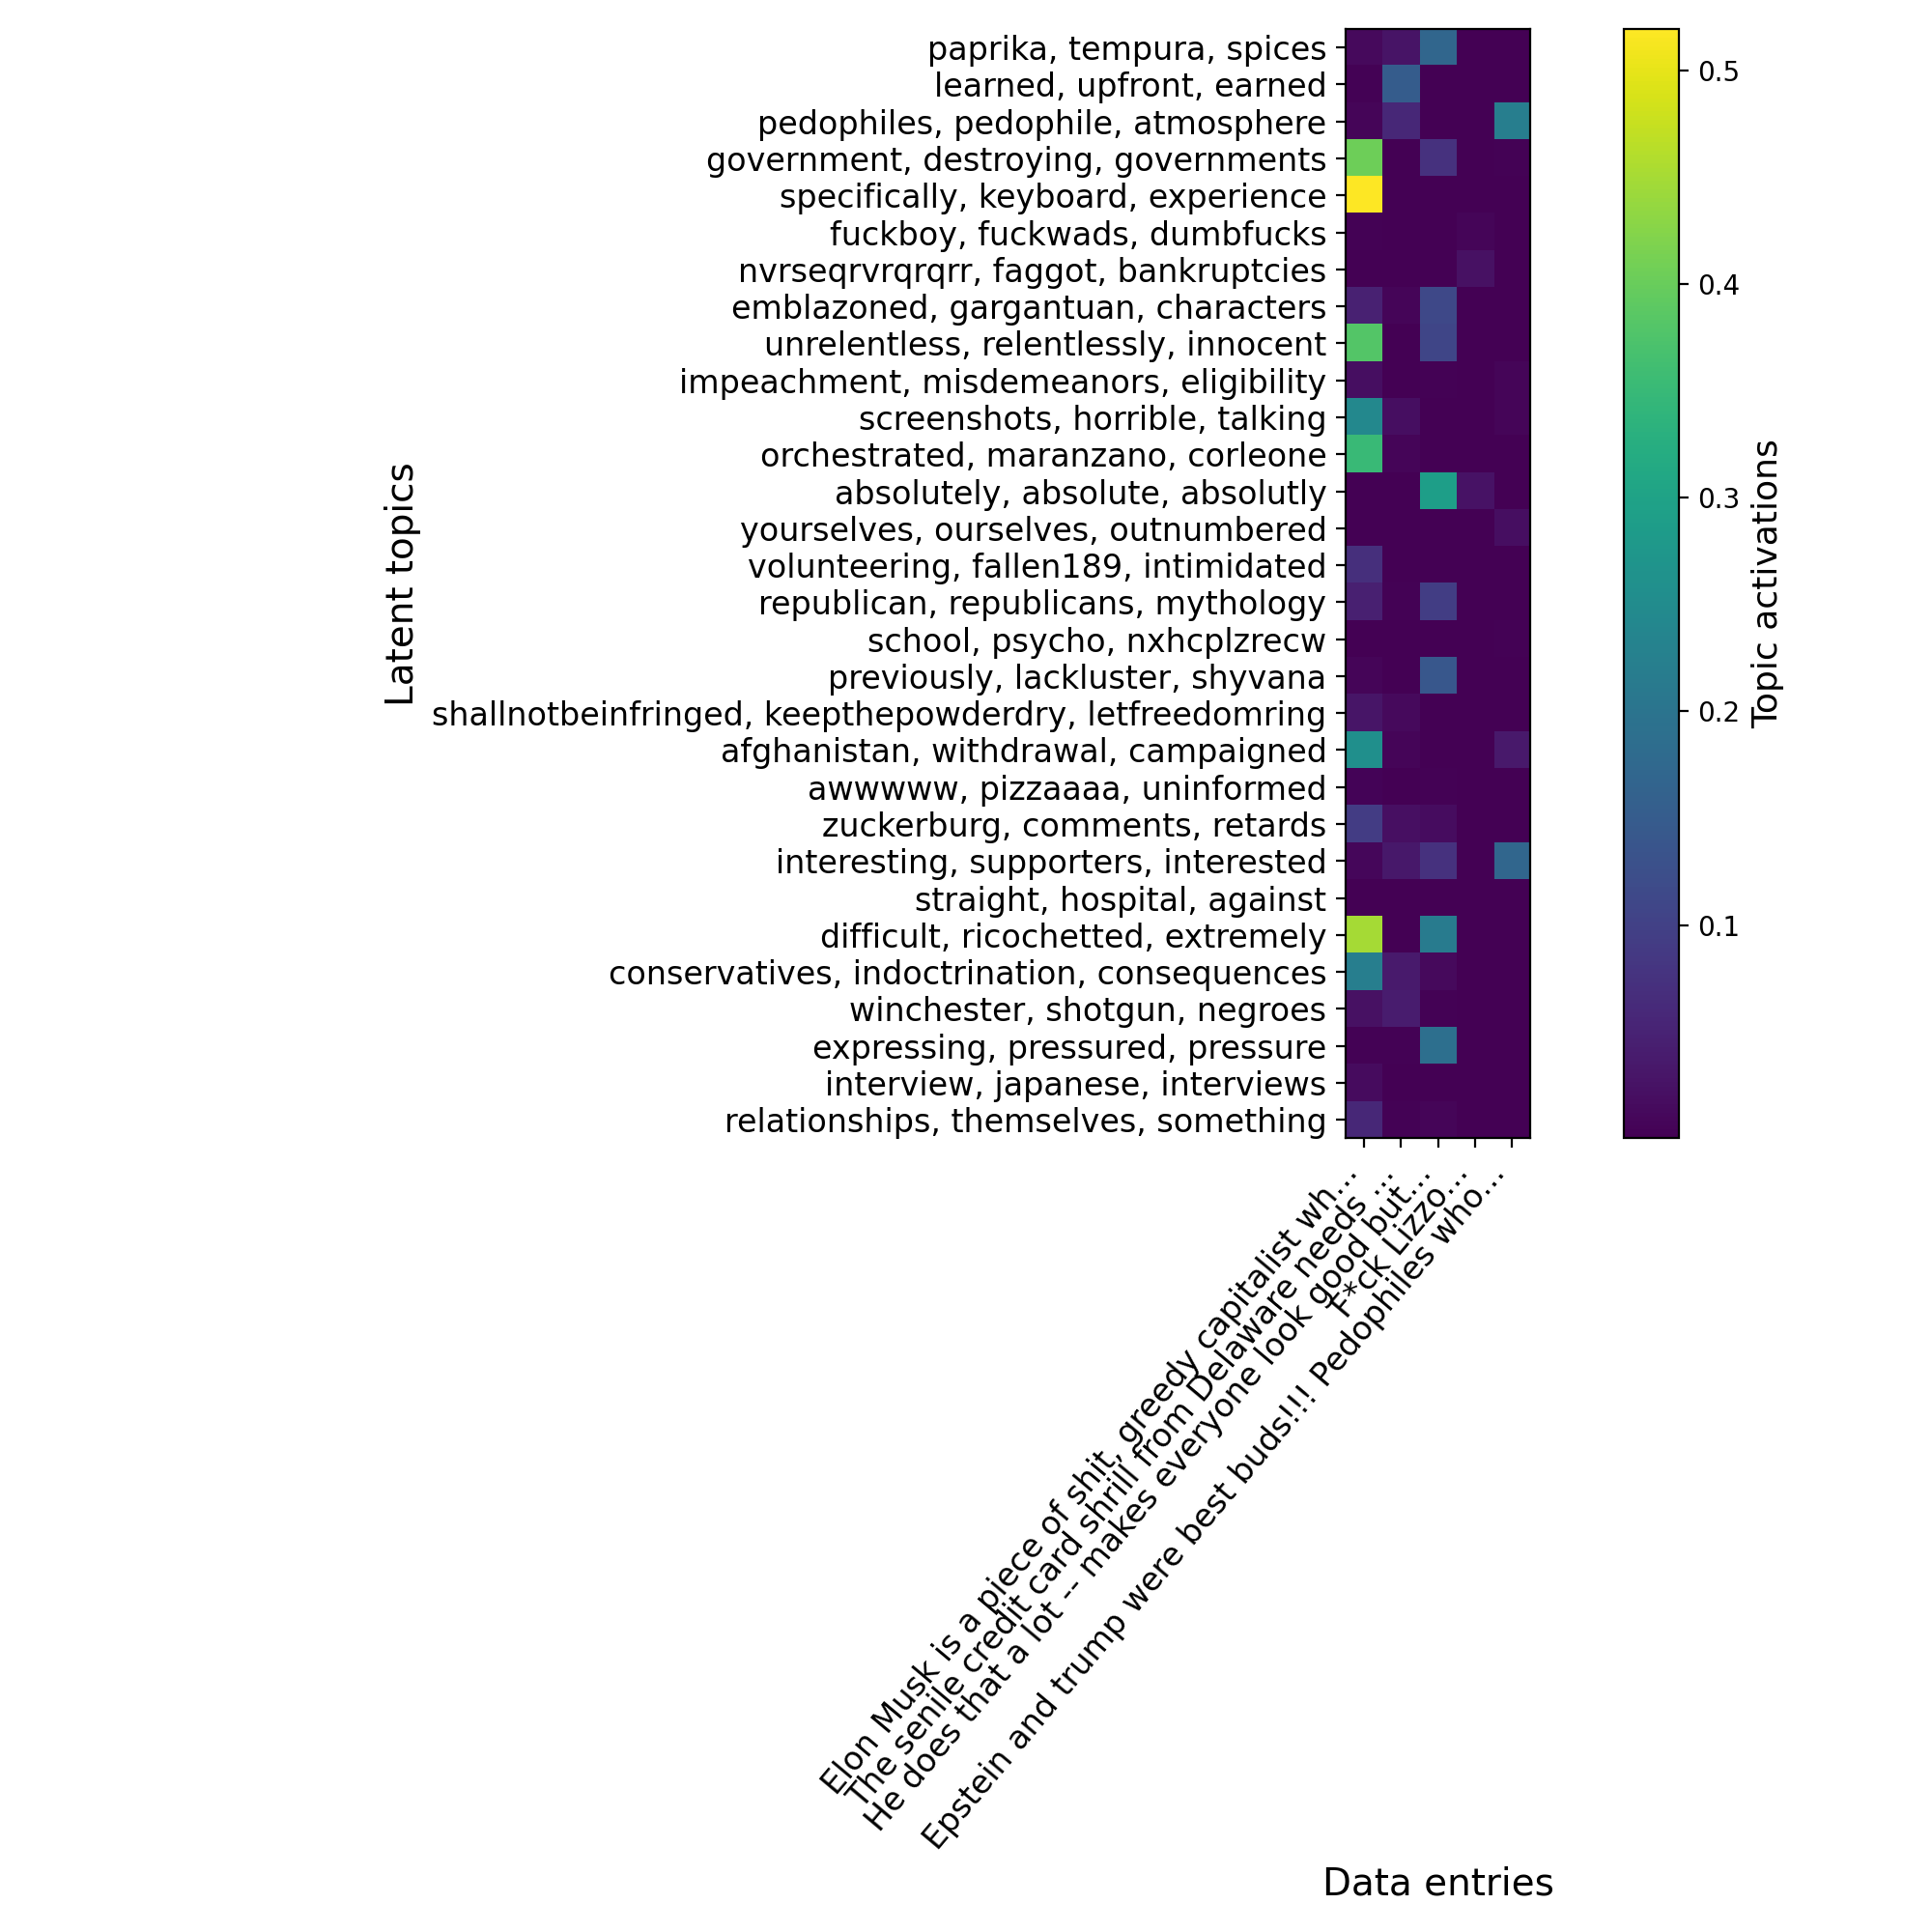 paprika, tempura, spices
learned, upfront, earned
pedophiles, pedophile, atmosphere
government, destroying, governments
specifically, keyboard, experience
fuckboy, fuckwads, dumbfucks
nvrseqrvrqrqrr, faggot, bankruptcies
emblazoned, gargantuan, characters
unrelentless, relentlessly, innocent
impeachment, misdemeanors, eligibility
screenshots, horrible, talking
orchestrated, maranzano, corleone
absolutely, absolute, absolutly
yourselves, ourselves, outnumbered
volunteering, fallen189, intimidated
republican, republicans, mythology
school, psycho, nxhcplzrecw
previously, lackluster, shyvana
shallnotbeinfringed, keepthepowderdry, letfreedomring
afghanistan, withdrawal, campaigned
awwwww, pizzaaaa, uninformed
zuckerburg, comments, retards
interesting, supporters, interested
straight, hospital, against
difficult, ricochetted, extremely
conservatives, indoctrination, consequences
winchester, shotgun, negroes
expressing, pressured, pressure
interview, japanese, interviews
relationships, themselves, something
Latent topics
Elon Musk is a piece of shit, greedy capitalist wh...
The senile credit card shrill from Delaware needs ...
He does that a lot -- makes everyone look good but...
F*ck Lizzo...
Epstein and trump were best buds!!! Pedophiles who...
Data entries
0.5
0.4
0.3
0.2
0.1
Topic activations